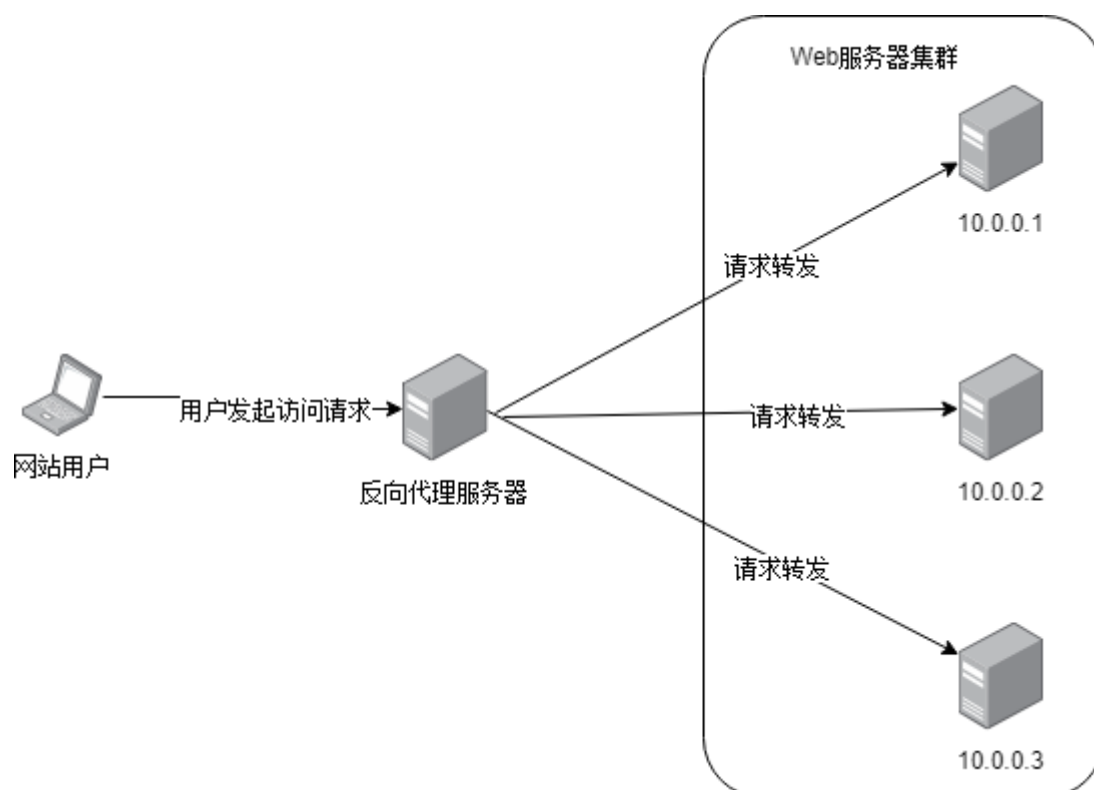 Web服务器集群
10.0.0.1
请求转发
用户发起访问请求
请求转发
网站用户
反向代理服务器
10.0.0.2
请求转发
10.0.0.3